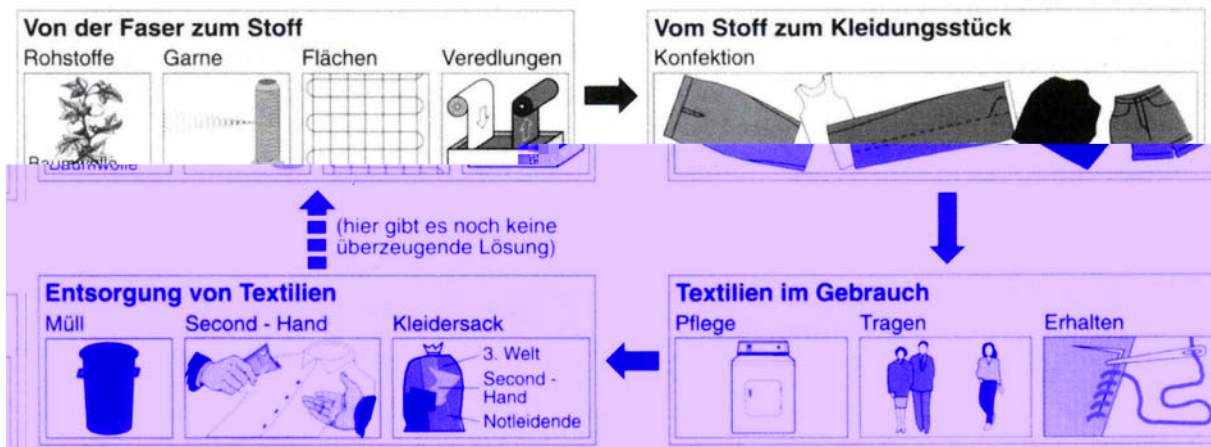 Von der Faser zum Stoff
Rohstoffe Garne Flächen Veredlungen
Baumwolle
Vom Stoff zum Kleidungsstück
Konfektion
(hier gibt es noch keine
überzeugende Lösung)
Entsorgung von Textilien
Müll Second - Hand Kleidersack
3. Welt
Second -
Hand
Notleidende
Textilien im Gebrauch
Pflege Tragen Erhalten